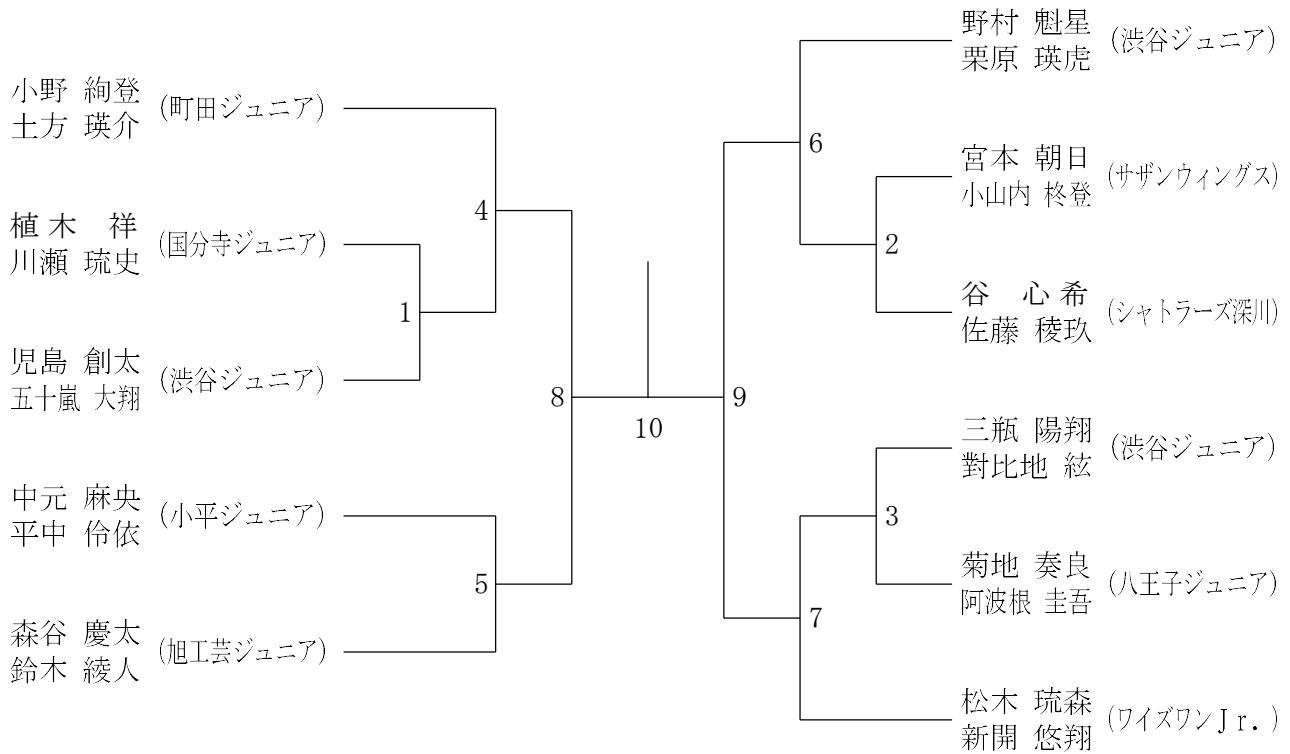 小野 絢登
土方 瑛介
(町田ジュニア)
4
植木 祥
川瀬 琉史
(国分寺ジュニア)
1
児島 創太
五十嵐 大翔
(渋谷ジュニア)
8
中元 麻央
平中 伶依
(小平ジュニア)
5
森谷 慶太
鈴木 綾人
(旭工芸ジュニア)
10
野村 魁星
栗原 瑛虎
(渋谷ジュニア)
6
宮本 朝日
小山内 柊登
(サザンウィングス)
2
谷 心希
佐藤 稜玖
(シャトラーズ深川)
9
三瓶 陽翔
對比地 絃
(渋谷ジュニア)
3
菊地 奏良
阿波根 圭吾
(八王子ジュニア)
7
松木 琉森
新開 悠翔
(ワイズワンJr.)